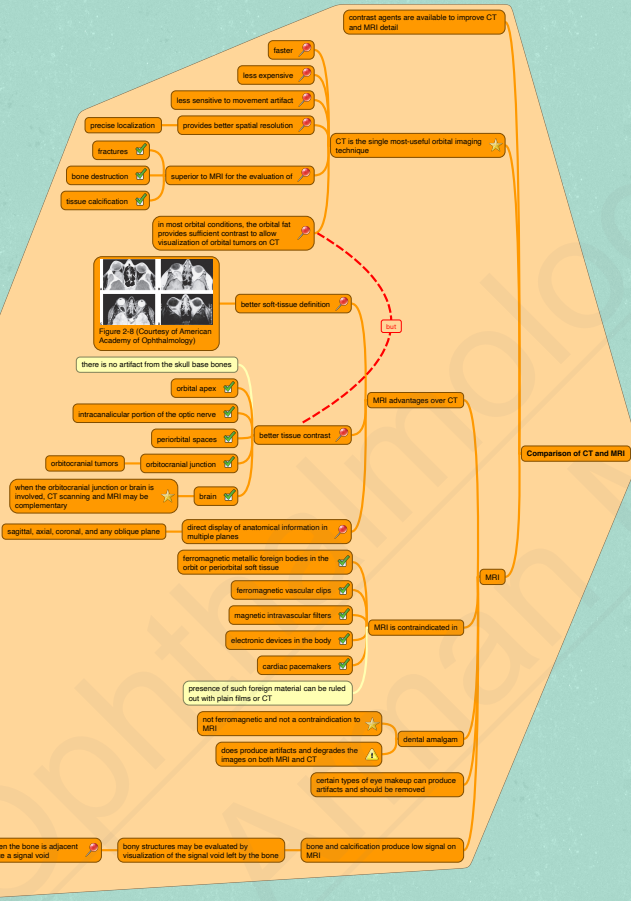 contrast agents are available to improve CT
and MRI detail
faster
less expensive
less sensitive to movement artifact
precise localization
provides better spatial resolution
CT is the single most-useful orbital imaging
technique
fractures
bone destruction
superior to MRI for the evaluation of
tissue calcification
in most orbital conditions, the orbital fat
provides sufficient contrast to allow
visualization of orbital tumors on CT
but
Figure 2-8 (Courtesy of American
Academy of Ophthalmology)
better soft-tissue definition
there is no artifact from the skull base bones
orbital apex
MRI advantages over CT
intracanalicular portion of the optic nerve
periorbital spaces
better tissue contrast
orbitocranial tumors
orbitocranial junction
Comparison of CT and MRI
when the orbitocranial junction or brain is
involved, CT scanning and MRI may be
complementary
brain
sagittal, axial, coronal, and any oblique plane
direct display of anatomical information in
multiple planes
ferromagnetic metallic foreign bodies in the
orbit or periorbital soft tissue
MRI
ferromagnetic vascular clips
magnetic intravascular filters
MRI is contraindicated in
electronic devices in the body
cardiac pacemakers
presence of such foreign material can be ruled
out with plain films or CT
not ferromagnetic and not a contraindication to
MRI
dental amalgam
does produce artifacts and degrades the
images on both MRI and CT
certain types of eye makeup can produce
artifacts and should be removed
the bone is adjacent
a signal void
bony structures may be evaluated by
visualization of the signal void left by the bone
bone and calcification produce low signal on
MRI